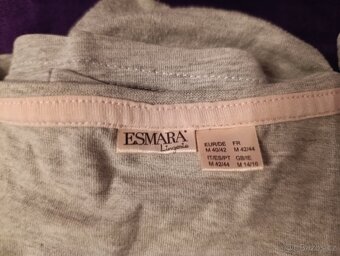 ESMARA
Lingerie
EUR/DE FR
M 40/42 M 42/44
IT/ES/PT GB/IE
M 42/44 M 14/16